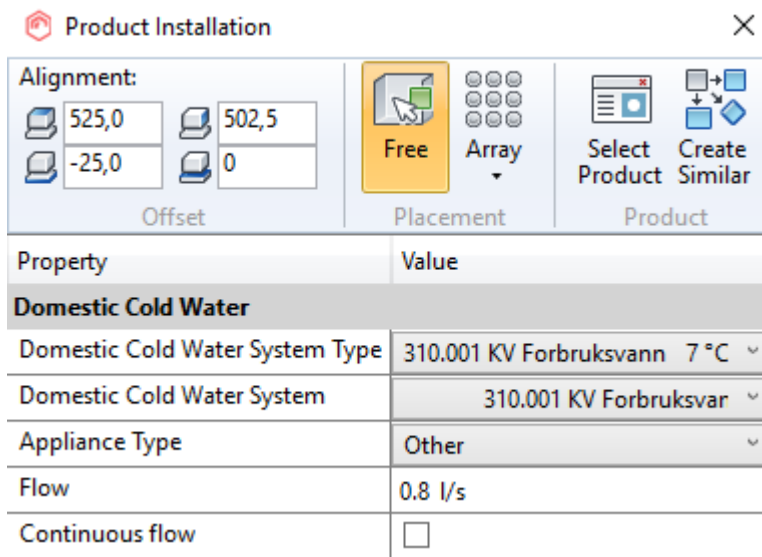 Product Installation
Alignment:
525,0 502,5
-25,0 0
Free Array Select Product Create Similar
Offset Placement Product
Property Value
Domestic Cold Water
Domestic Cold Water System Type 310.001 KV Forbruksvann 7 °C
Domestic Cold Water System 310.001 KV Forbruksvar
Appliance Type Other
Flow 0.8 l/s
Continuous flow